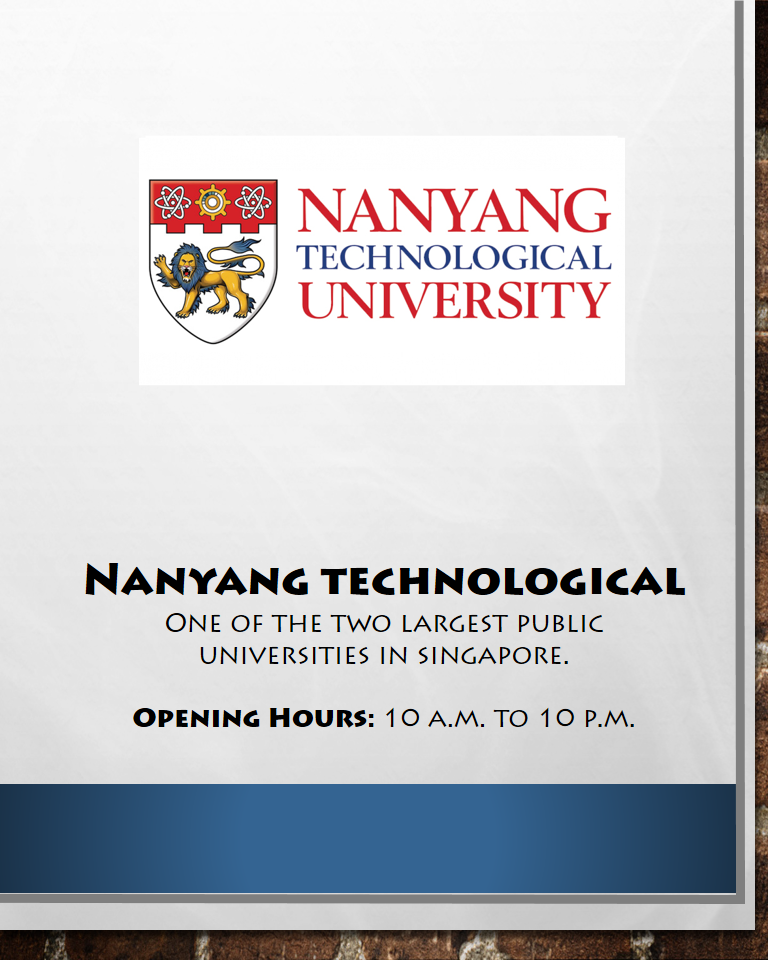 NANYANG
TECHNOLOGICAL
UNIVERSITY
NANYANG TECHNOLOGICAL
ONE OF THE TWO LARGEST PUBLIC
UNIVERSITIES IN SINGAPORE.
OPENING HOURS: 10 A.M. TO 10 P.M.